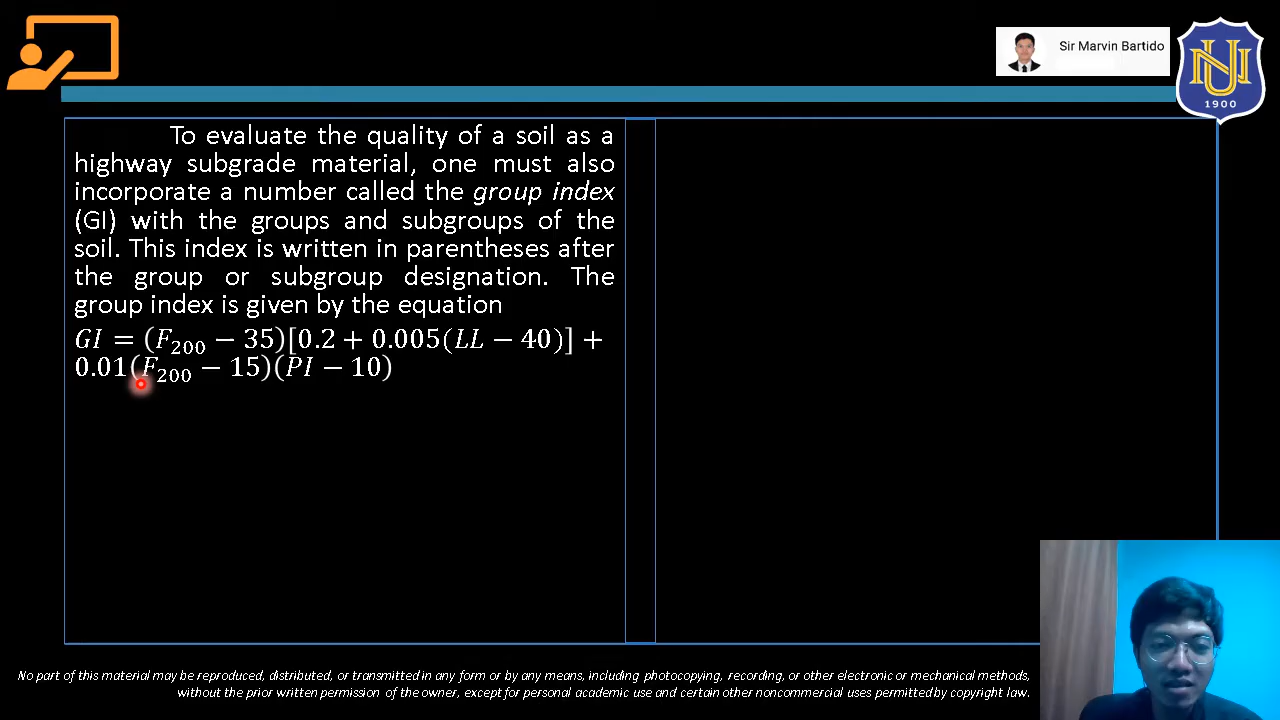 Sir Marvin Bartido
NU
1900
To evaluate the quality of a soil as a
highway subgrade material, one must also
incorporate a number called the group index
(GI) with the groups and subgroups of the
soil. This index is written in parentheses after
the group or subgroup designation. The
group index is given by the equation
GI = (F₂₀₀ − 35)[0.2 + 0.005(LL − 40)] +
0.01(F₂₀₀ − 15)(PI − 10)
No part of this material may be reproduced, distributed, or transmitted in any form or by any means, including photocopying, recording, or other electronic or mechanical methods,
without the prior written permission of the owner, except for personal academic use and certain other noncommercial uses permitted by copyright law.